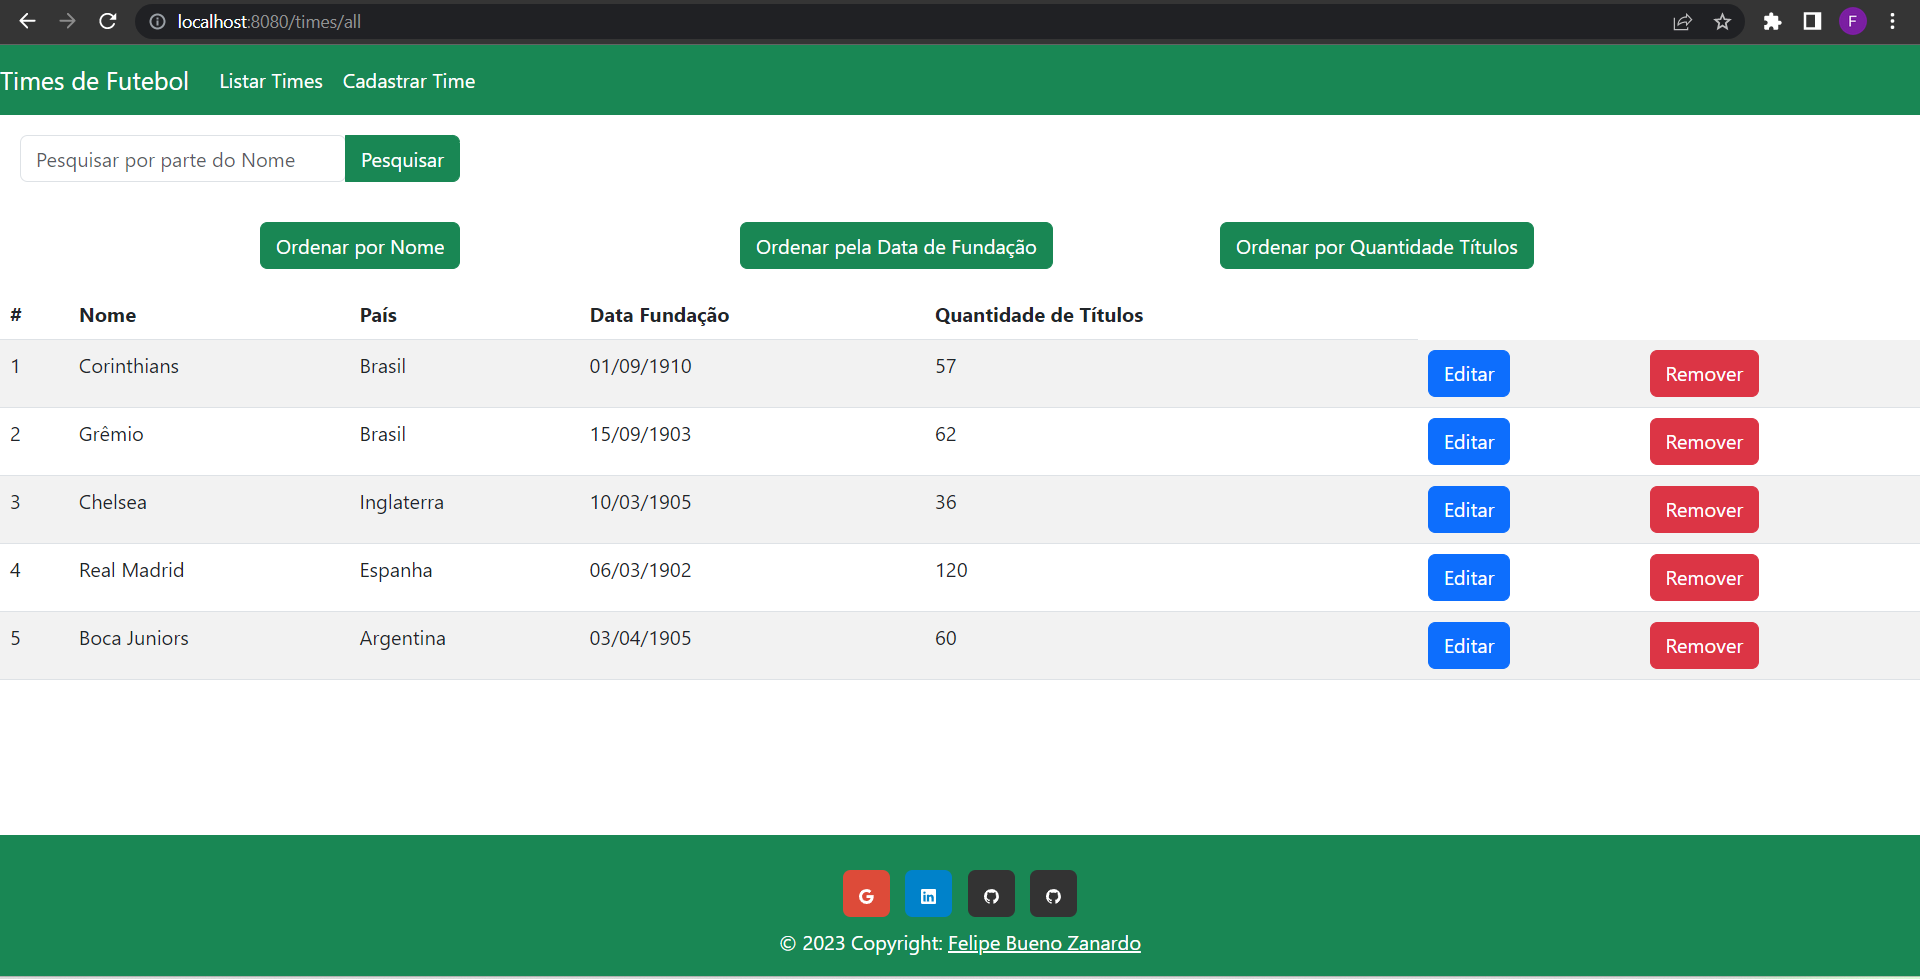 localhost:8080/times/all
F
Times de Futebol Listar Times Cadastrar Time
Pesquisar por parte do Nome Pesquisar
Ordenar por Nome Ordenar pela Data de Fundação Ordenar por Quantidade Títulos
# Nome País Data Fundação Quantidade de Títulos
1 Corinthians Brasil 01/09/1910 57 Editar Remover
2 Grêmio Brasil 15/09/1903 62 Editar Remover
3 Chelsea Inglaterra 10/03/1905 36 Editar Remover
4 Real Madrid Espanha 06/03/1902 120 Editar Remover
5 Boca Juniors Argentina 03/04/1905 60 Editar Remover
G in
© 2023 Copyright: Felipe Bueno Zanardo